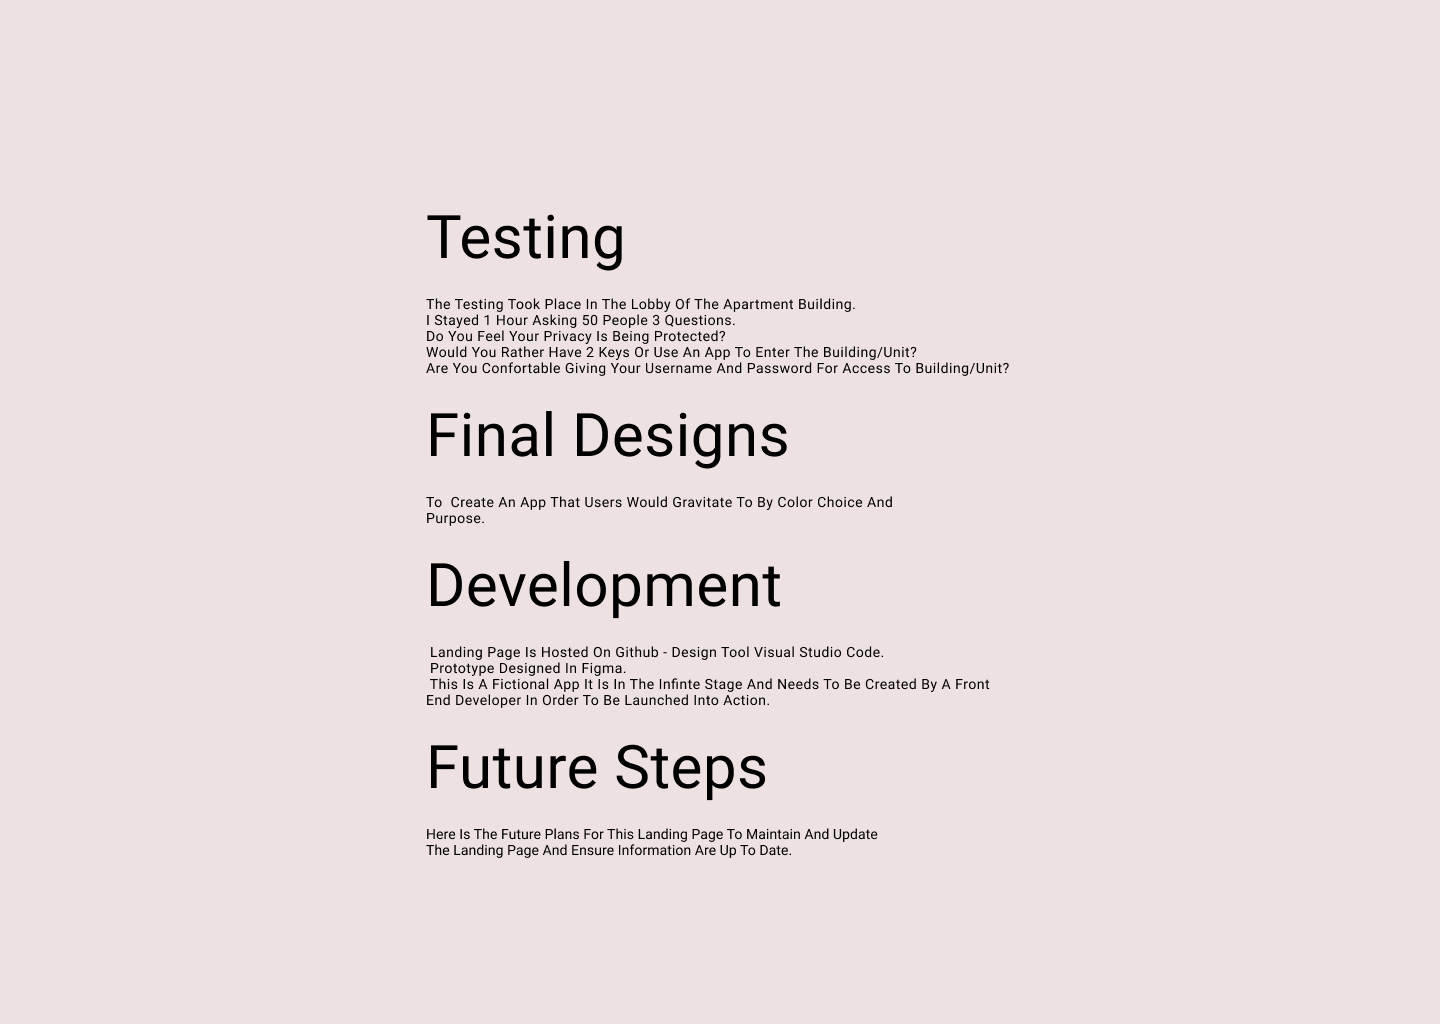 Testing
The Testing Took Place In The Lobby Of The Apartment Building.
I Stayed 1 Hour Asking 50 People 3 Questions.
Do You Feel Your Privacy Is Being Protected?
Would You Rather Have 2 Keys Or Use An App To Enter The Building/Unit?
Are You Confortable Giving Your Username And Password For Access To Building/Unit?
Final Designs
To  Create An App That Users Would Gravitate To By Color Choice And
Purpose.
Development
Landing Page Is Hosted On Github - Design Tool Visual Studio Code.
Prototype Designed In Figma.
This Is A Fictional App It Is In The Infinte Stage And Needs To Be Created By A Front
End Developer In Order To Be Launched Into Action.
Future Steps
Here Is The Future Plans For This Landing Page To Maintain And Update
The Landing Page And Ensure Information Are Up To Date.